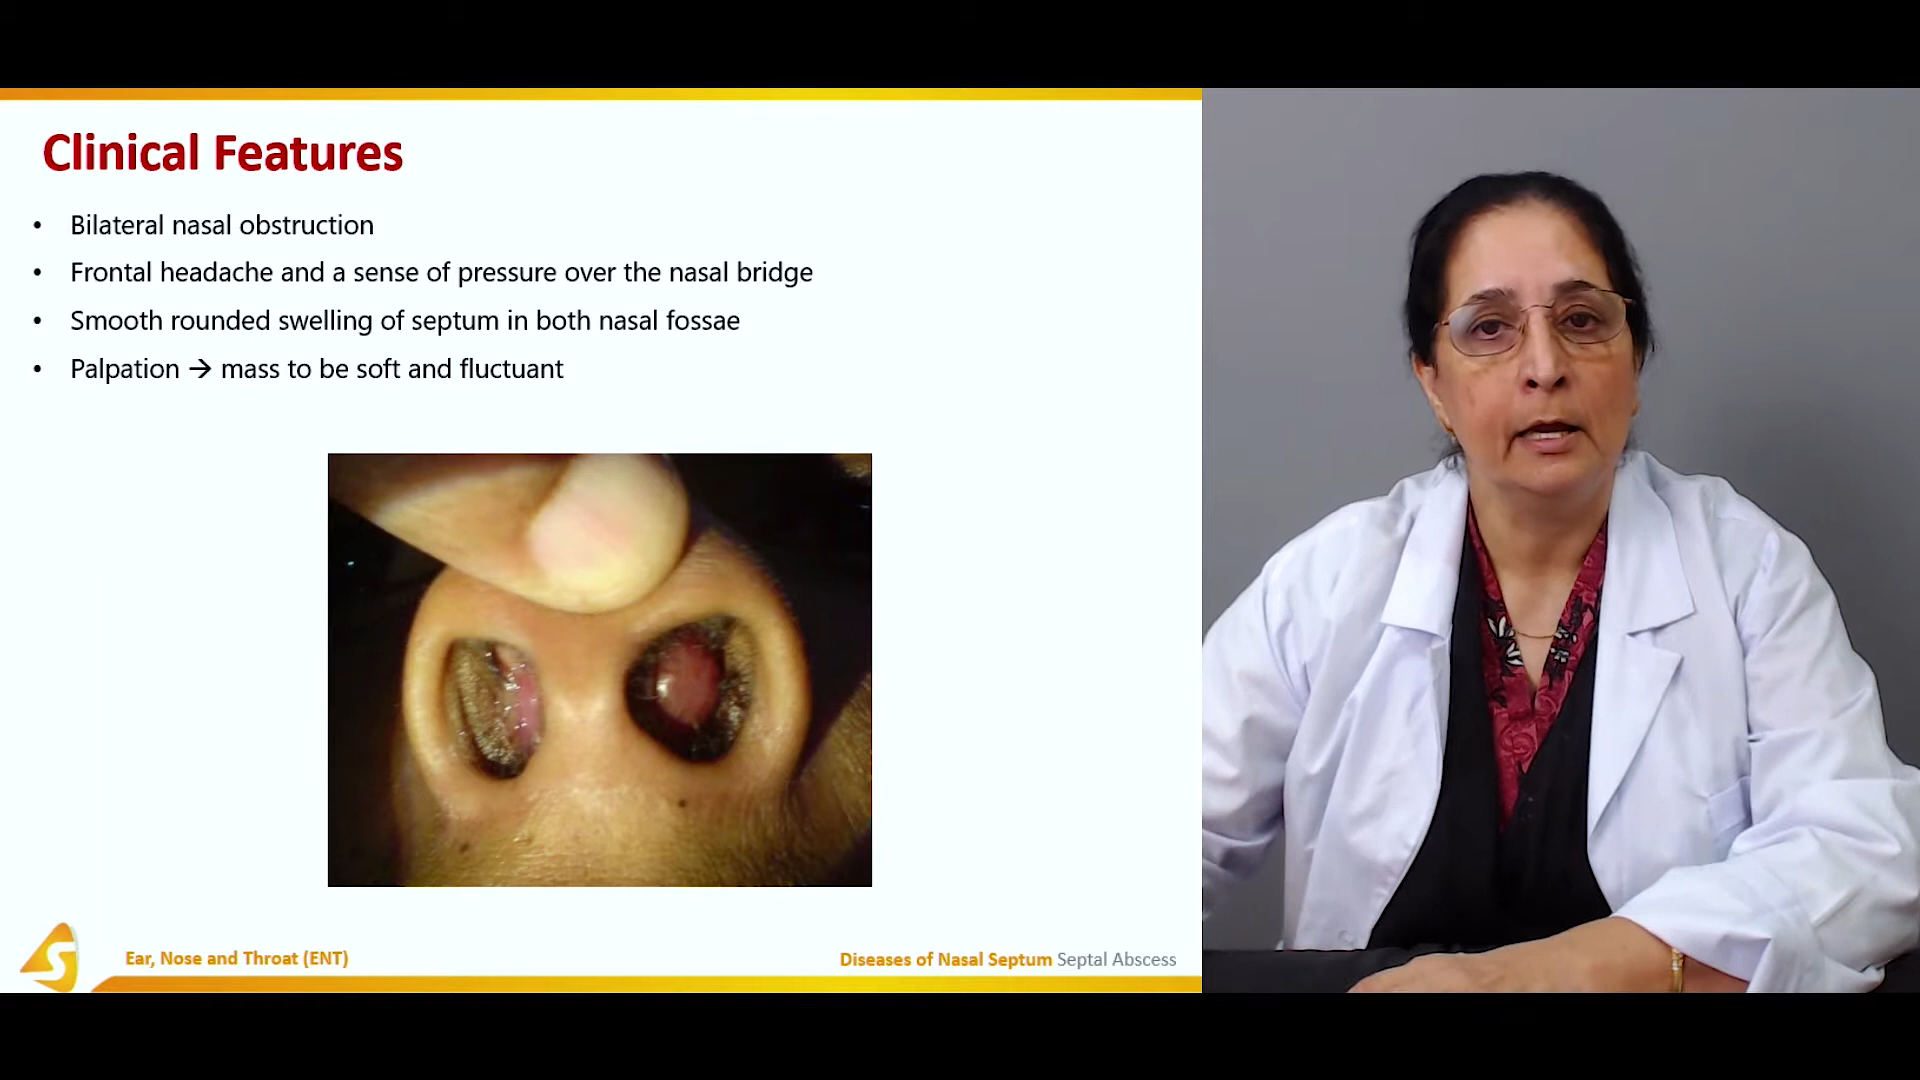 Clinical Features
• Bilateral nasal obstruction
• Frontal headache and a sense of pressure over the nasal bridge
• Smooth rounded swelling of septum in both nasal fossae
• Palpation → mass to be soft and fluctuant
S
Ear, Nose and Throat (ENT)
Diseases of Nasal Septum Septal Abscess